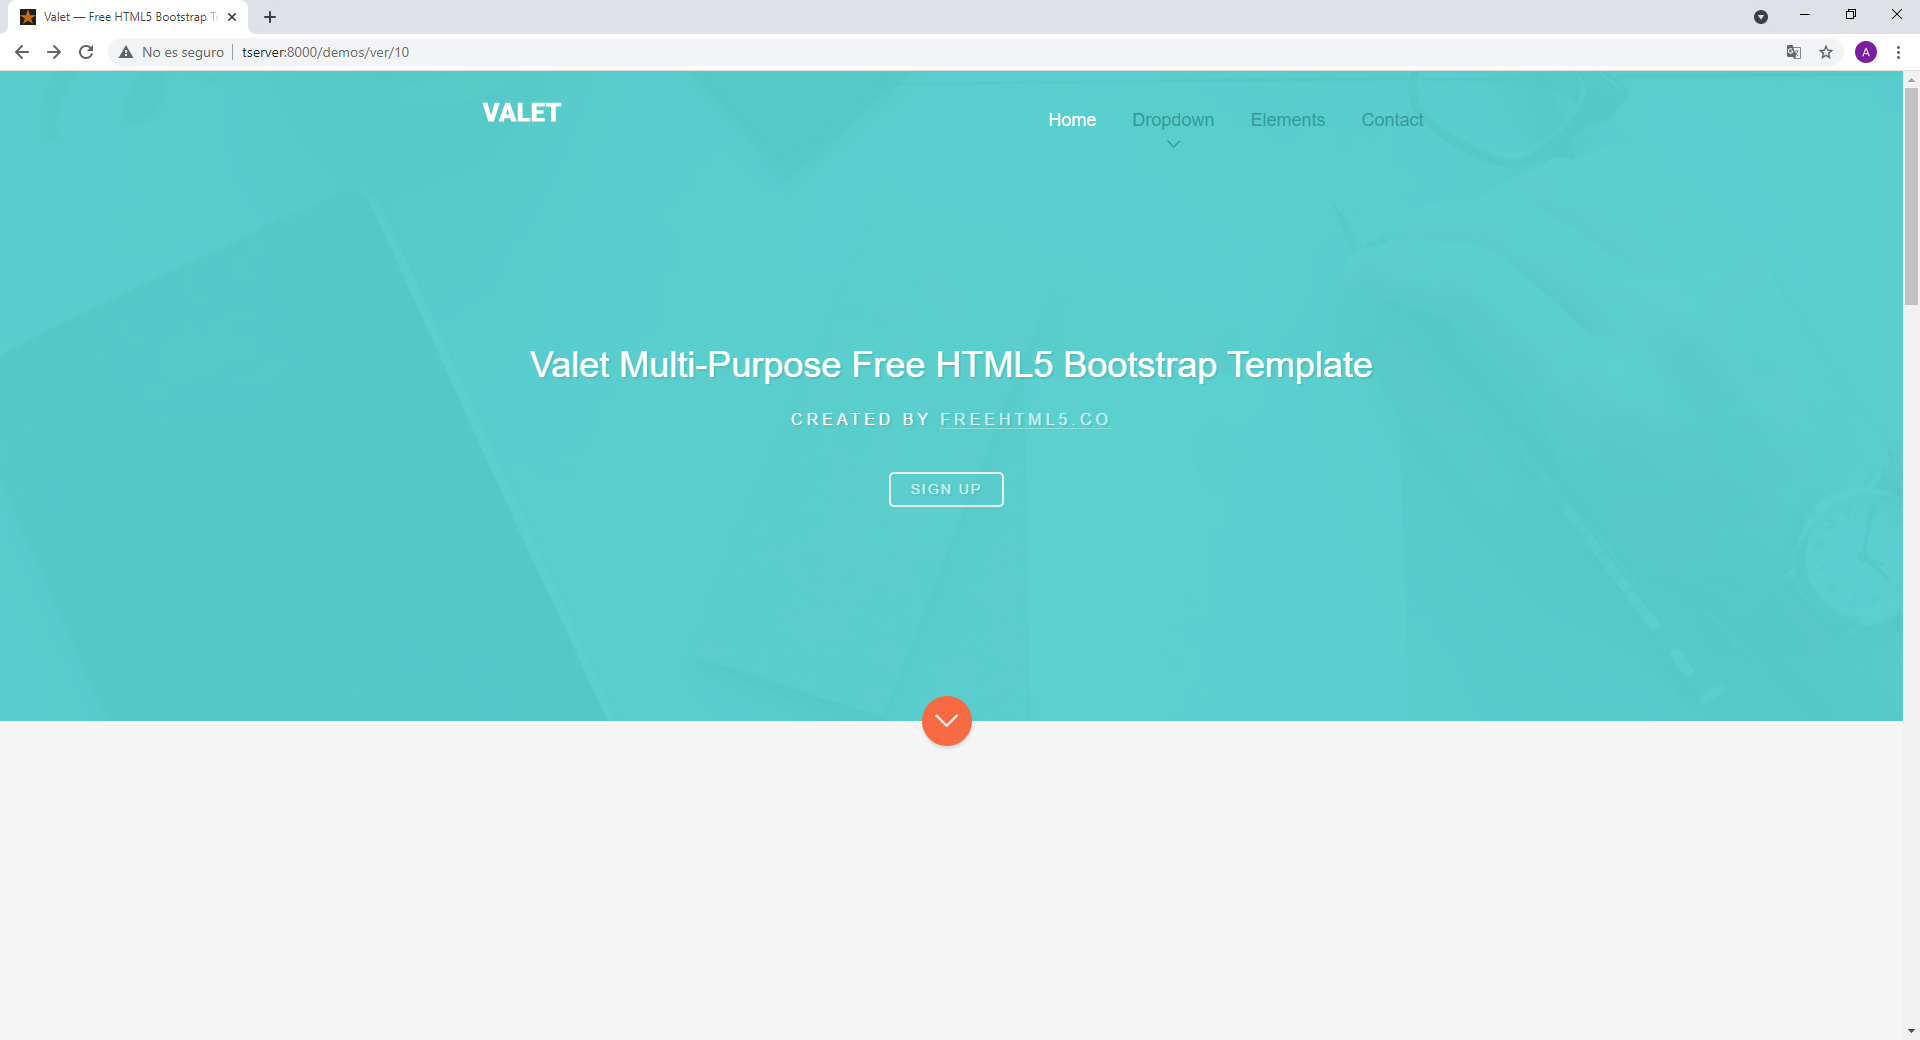 Valet — Free HTML5 Bootstrap Te
No es seguro
tserver:8000/demos/ver/10
A
VALET
Home
Dropdown
Elements
Contact
Valet Multi-Purpose Free HTML5 Bootstrap Template
CREATED BY FREEHTML5.CO
SIGN UP